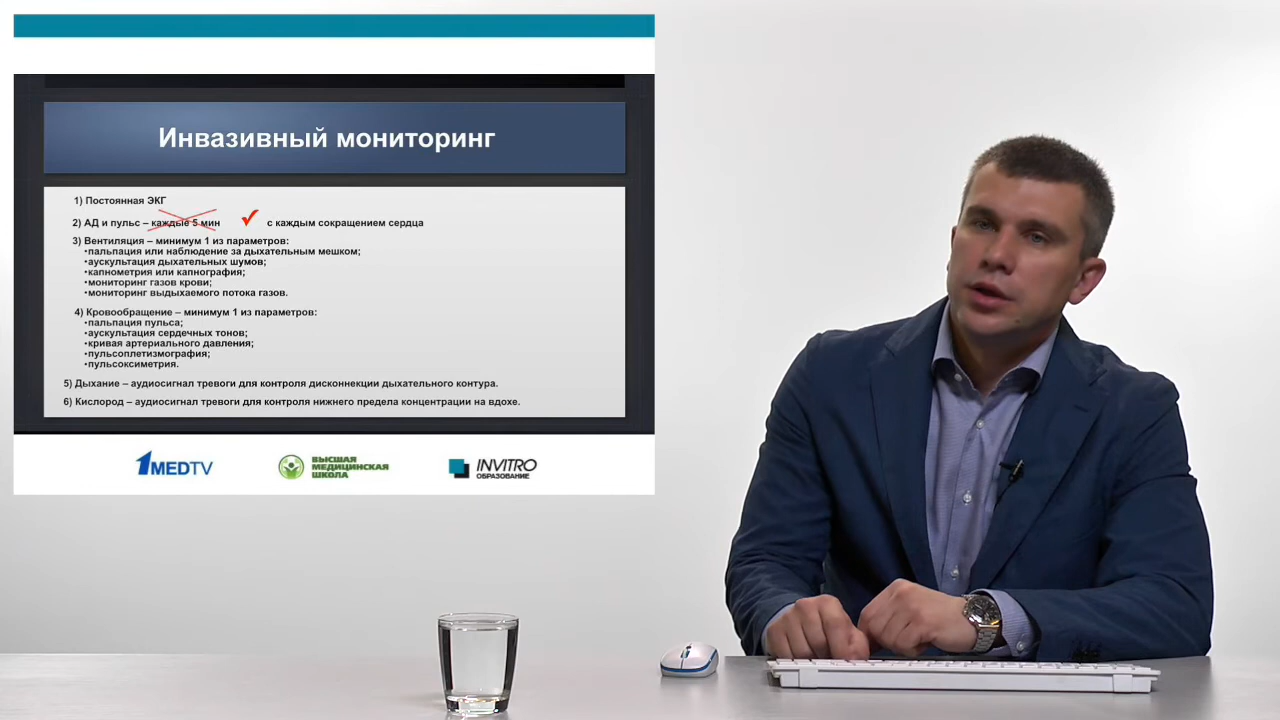 Инвазивный мониторинг
1) Постоянная ЭКГ
2) АД и пульс – каждые 5 мин ✓ с каждым сокращением сердца
3) Вентиляция – минимум 1 из параметров:
•пальпация или наблюдение за дыхательным мешком;
•аускультация дыхательных шумов;
•капнометрия или капнография;
•мониторинг газов крови;
•мониторинг выдыхаемого потока газов.
4) Кровообращение – минимум 1 из параметров:
•пальпация пульса;
•аускультация сердечных тонов;
•кривая артериального давления;
•пульсоплетизмография;
•пульсоксиметрия.
5) Дыхание – аудиосигнал тревоги для контроля дисконнекции дыхательного контура.
6) Кислород – аудиосигнал тревоги для контроля нижнего предела концентрации на вдохе.
1MEDTV
ВЫСШАЯ
МЕДИЦИНСКАЯ
ШКОЛА
INVITRO
ОБРАЗОВАНИЕ